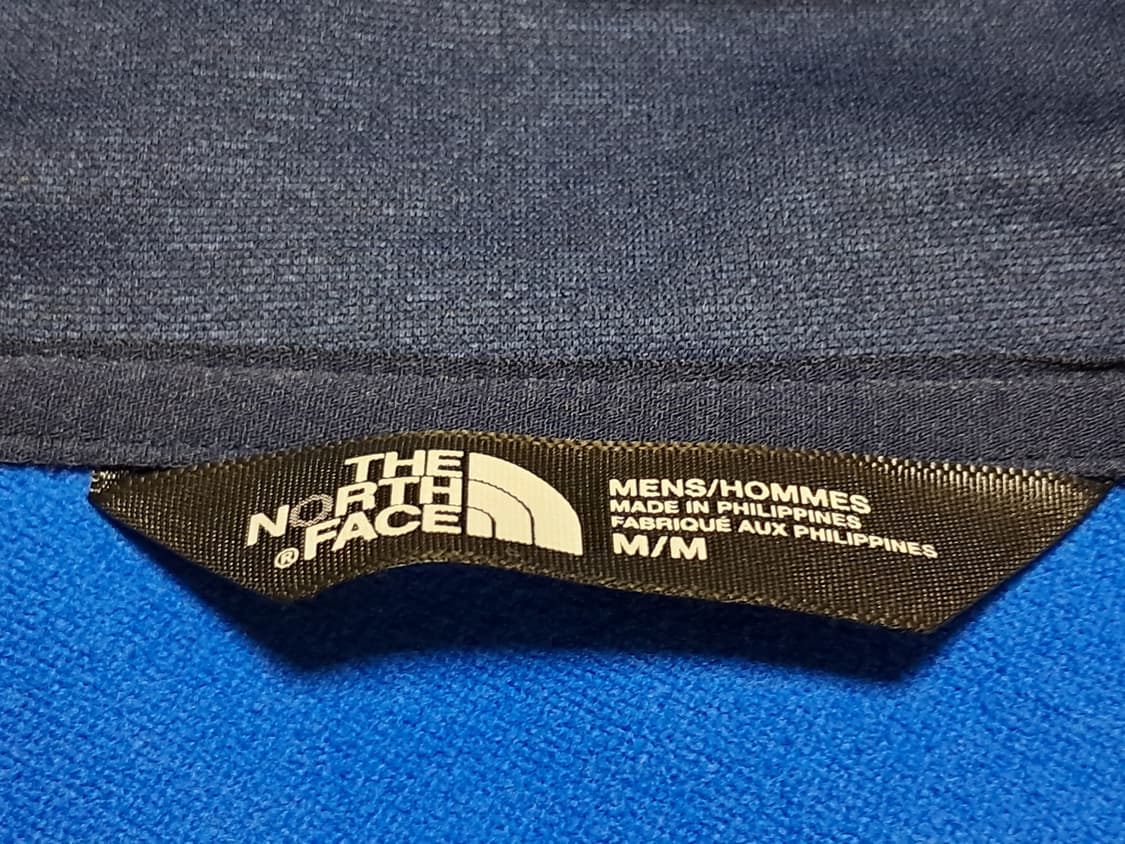 THE
NORTH
FACE
®
MENS/HOMMES
MADE IN PHILIPPINES
FABRIQUÉ AUX PHILIPPINES
M/M